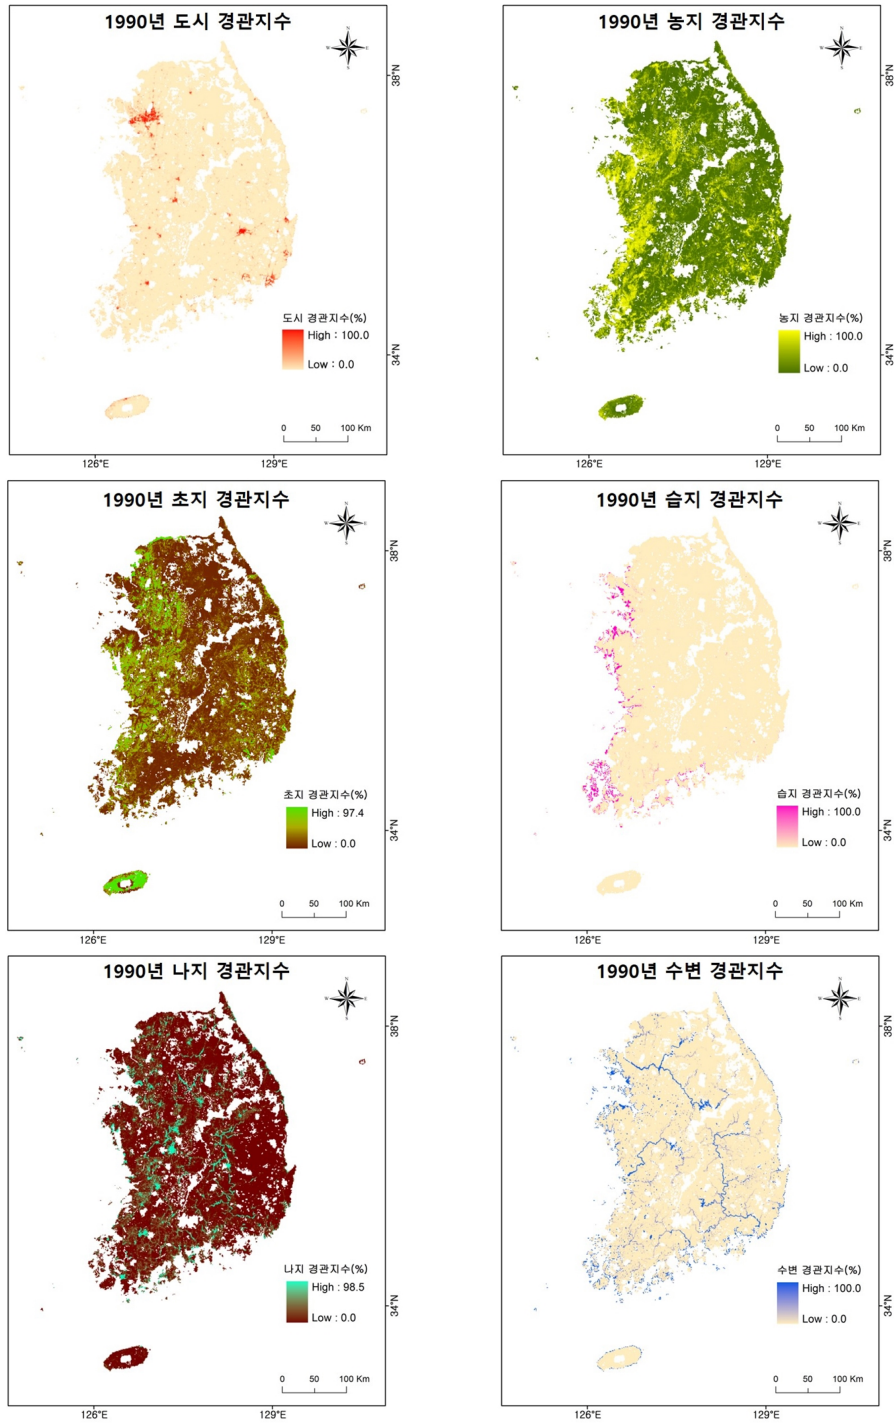 1990년 도시 경관지수
N
W
E
S
38°N
도시 경관지수(%)
High : 100.0
Low : 0.0
34°N
0 50 100 Km
126°E 129°E
1990년 농지 경관지수
N
W
E
S
38°N
농지 경관지수(%)
High : 100.0
Low : 0.0
34°N
0 50 100 Km
126°E 129°E
1990년 초지 경관지수
N
W
E
S
38°N
초지 경관지수(%)
High : 97.4
Low : 0.0
34°N
0 50 100 Km
126°E 129°E
1990년 습지 경관지수
N
W
E
S
38°N
습지 경관지수(%)
High : 100.0
Low : 0.0
34°N
0 50 100 Km
126°E 129°E
1990년 나지 경관지수
N
W
E
S
38°N
나지 경관지수(%)
High : 98.5
Low : 0.0
34°N
0 50 100 Km
126°E 129°E
1990년 수변 경관지수
N
W
E
S
38°N
수변 경관지수(%)
High : 100.0
Low : 0.0
34°N
0 50 100 Km
126°E 129°E